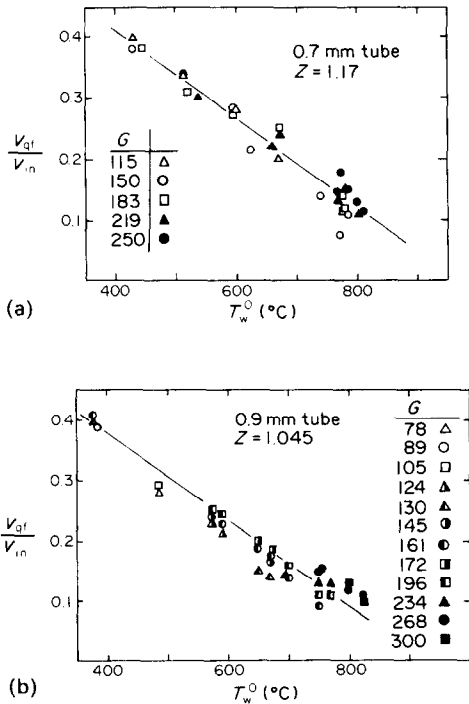 0.4
0.7 mm tube
Z = 1.17
0.3
V_qf
V_in
0.2
G
115 △
150 ○
183 □
219 ▲
250 ●
0.1
400 600 800
(a)
T_w^O (°C)
0.4
0.9 mm tube
Z = 1.045
0.3
V_qf
V_in
0.2
0.1
G
78
89
105
124
130
145
161
172
196
234
268
300
400 600 800
(b)
T_w^O (°C)